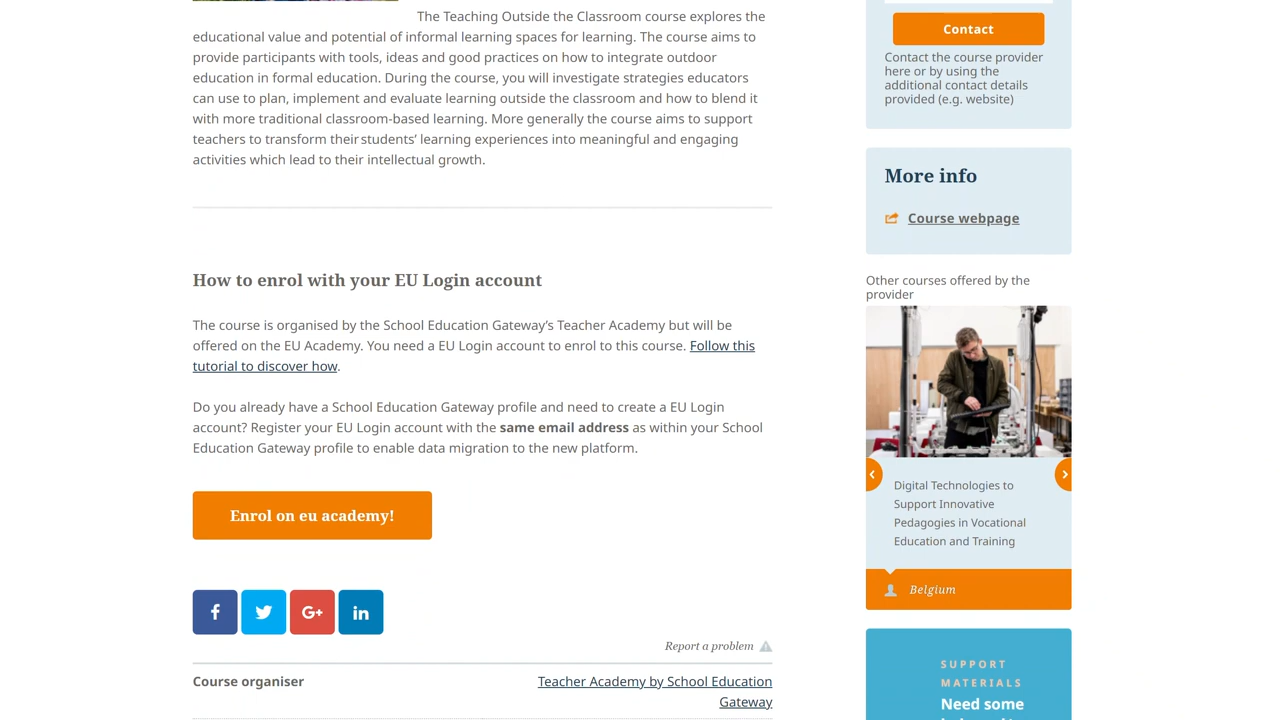 The Teaching Outside the Classroom course explores the
educational value and potential of informal learning spaces for learning. The course aims to
provide participants with tools, ideas and good practices on how to integrate outdoor
education in formal education. During the course, you will investigate strategies educators
can use to plan, implement and evaluate learning outside the classroom and how to blend it
with more traditional classroom-based learning. More generally the course aims to support
teachers to transform their students’ learning experiences into meaningful and engaging
activities which lead to their intellectual growth.
How to enrol with your EU Login account
The course is organised by the School Education Gateway’s Teacher Academy but will be
offered on the EU Academy. You need a EU Login account to enrol to this course. Follow this
tutorial to discover how.
Do you already have a School Education Gateway profile and need to create a EU Login
account? Register your EU Login account with the same email address as within your School
Education Gateway profile to enable data migration to the new platform.
Enrol on eu academy!
f
G+
in
Report a problem
Course organiser
Teacher Academy by School Education
Gateway
Contact
Contact the course provider
here or by using the
additional contact details
provided (e.g. website)
More info
Course webpage
Other courses offered by the
provider
Digital Technologies to
Support Innovative
Pedagogies in Vocational
Education and Training
Belgium
SUPPORT
MATERIALS
Need some